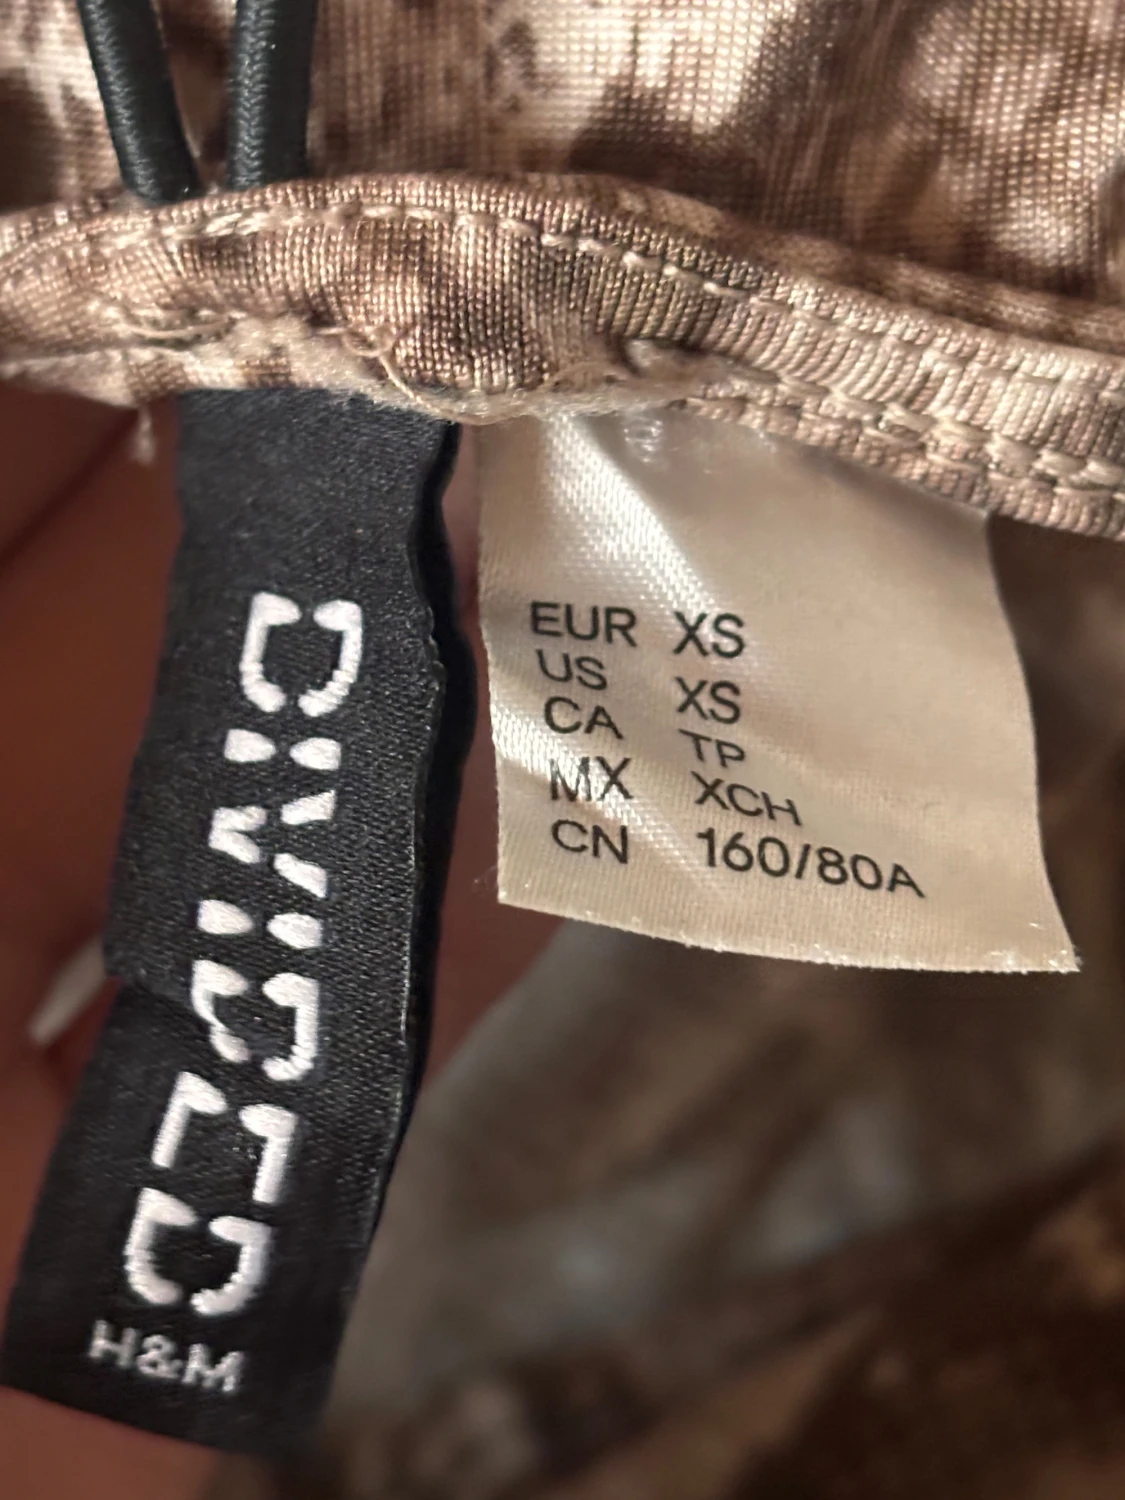 DIVIDED
H&M
EUR XS
US XS
CA TP
MX XCH
CN 160/80A